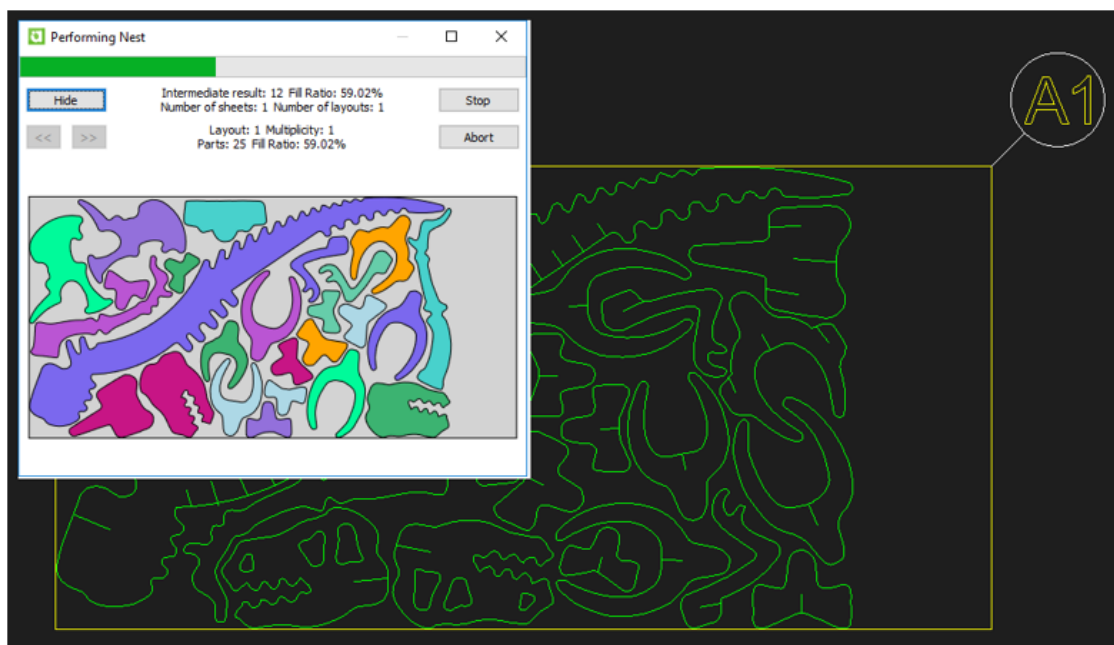 Performing Nest
Hide
Intermediate result: 12 Fill Ratio: 59.02%
Number of sheets: 1 Number of layouts: 1
Stop
<< >>
Layout: 1 Multiplicity: 1
Parts: 25 Fill Ratio: 59.02%
Abort
A1